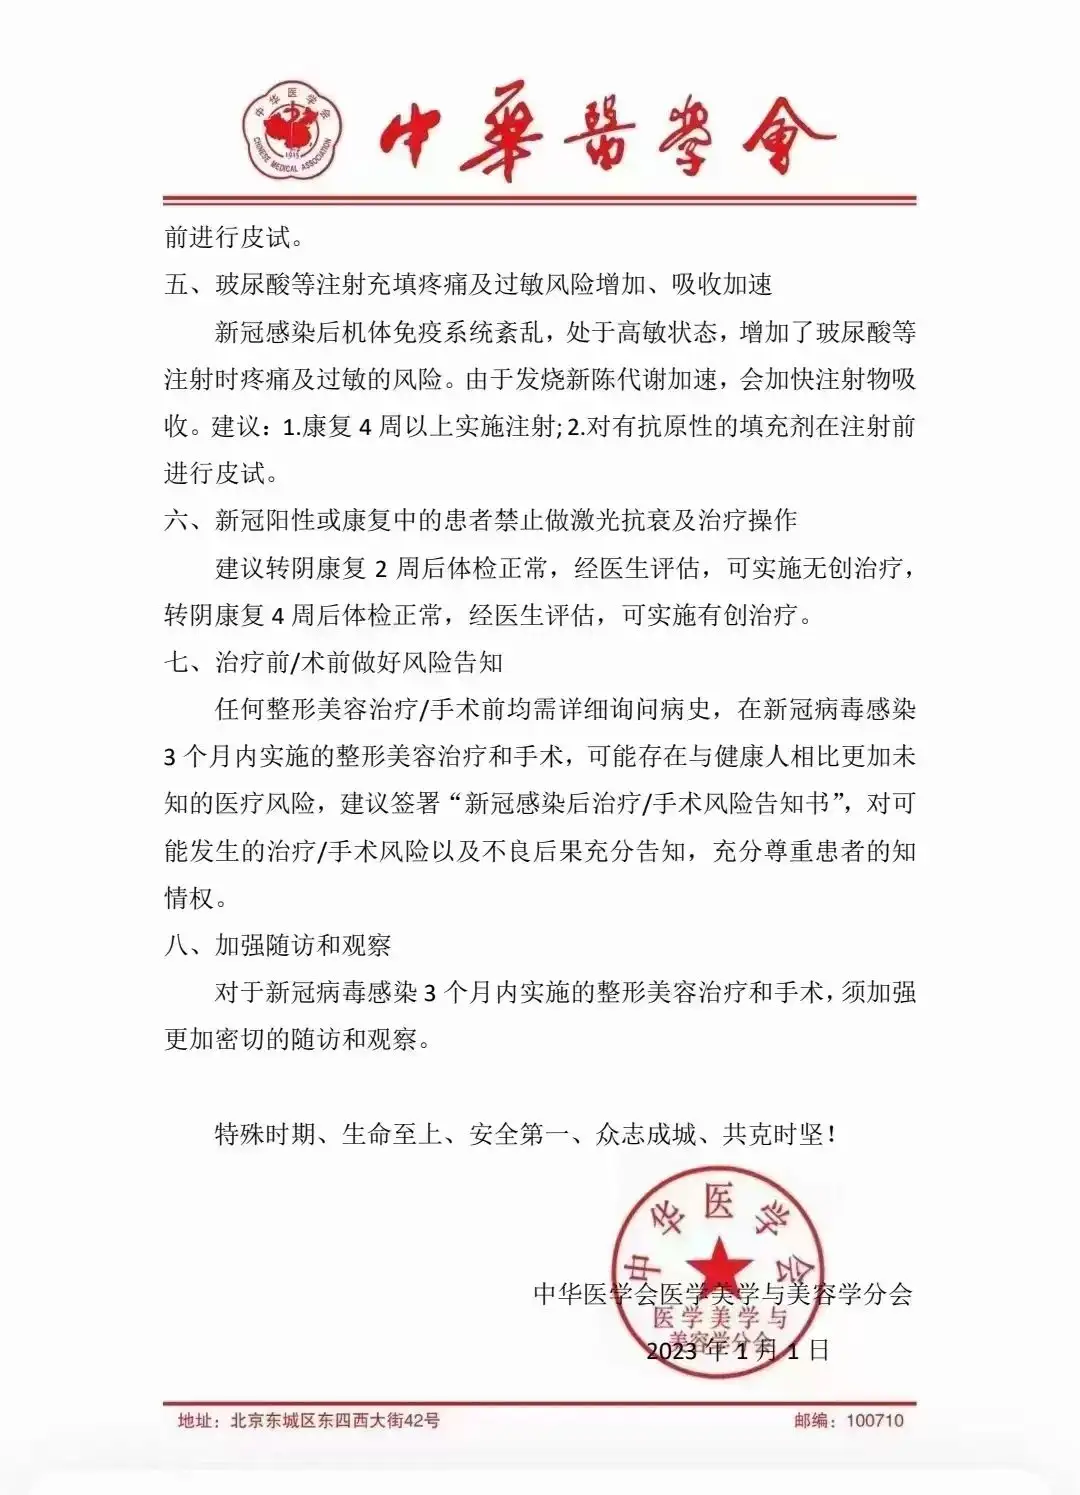 中华医学会
CHINESE MEDICAL ASSOCIATION
1915
中華醫學會
前进行皮试。
五、玻尿酸等注射充填疼痛及过敏风险增加、吸收加速
新冠感染后机体免疫系统紊乱，处于高敏状态，增加了玻尿酸等
注射时疼痛及过敏的风险。由于发烧新陈代谢加速，会加快注射物吸
收。建议：1.康复 4 周以上实施注射; 2.对有抗原性的填充剂在注射前
进行皮试。
六、新冠阳性或康复中的患者禁止做激光抗衰及治疗操作
建议转阴康复 2 周后体检正常，经医生评估，可实施无创治疗，
转阴康复 4 周后体检正常，经医生评估，可实施有创治疗。
七、治疗前/术前做好风险告知
任何整形美容治疗/手术前均需详细询问病史，在新冠病毒感染
3 个月内实施的整形美容治疗和手术，可能存在与健康人相比更加未
知的医疗风险，建议签署“新冠感染后治疗/手术风险告知书”，对可
能发生的治疗/手术风险以及不良后果充分告知，充分尊重患者的知
情权。
八、加强随访和观察
对于新冠病毒感染 3 个月内实施的整形美容治疗和手术，须加强
更加密切的随访和观察。
特殊时期、生命至上、安全第一、众志成城、共克时坚！
中华医学会
中华医学会医学美学与美容学分会
医学美学与
美容学分会
2023 年 1 月 1 日
地址：北京东城区东四西大街42号
邮编：100710